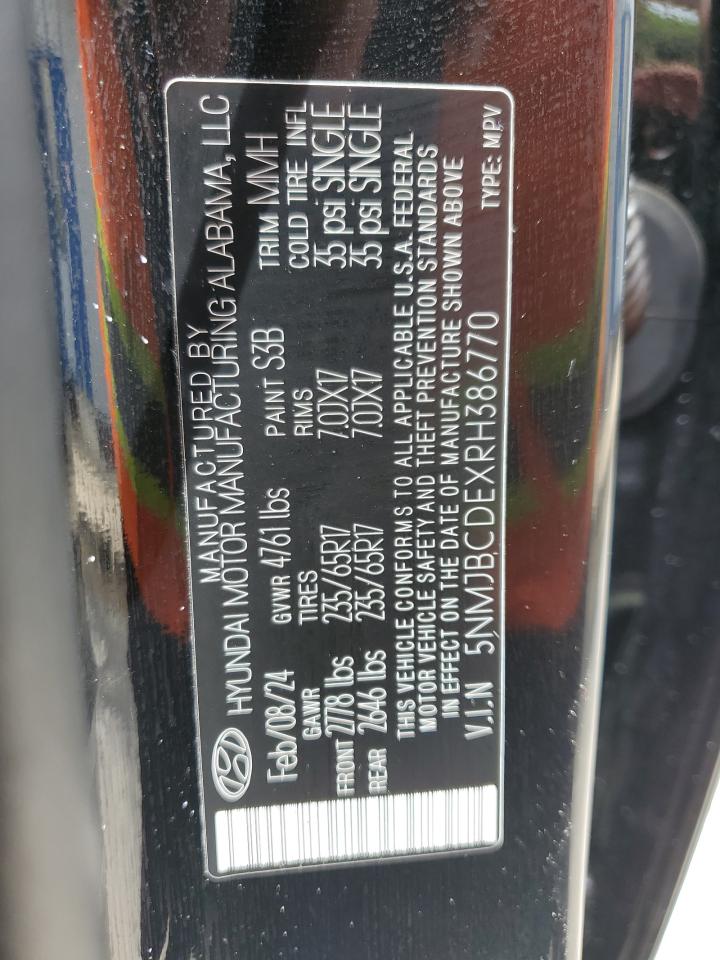 MANUFACTURED BY
HYUNDAI MOTOR MANUFACTURING ALABAMA, LLC
Feb/08/24 GVWR 4761 lbs PAINT S3B TRIM MMH
GAWR TIRES RIMS COLD TIRE INFL
FRONT 2778 lbs 235/65R17 7.0JX17 35 psi SINGLE
REAR 2646 lbs 235/65R17 7.0JX17 35 psi SINGLE
THIS VEHICLE CONFORMS TO ALL APPLICABLE U.S.A. FEDERAL
MOTOR VEHICLE SAFETY AND THEFT PREVENTION STANDARDS
IN EFFECT ON THE DATE OF MANUFACTURE SHOWN ABOVE
V.I.N 5NMJBCDEXRH386770 TYPE: MPV